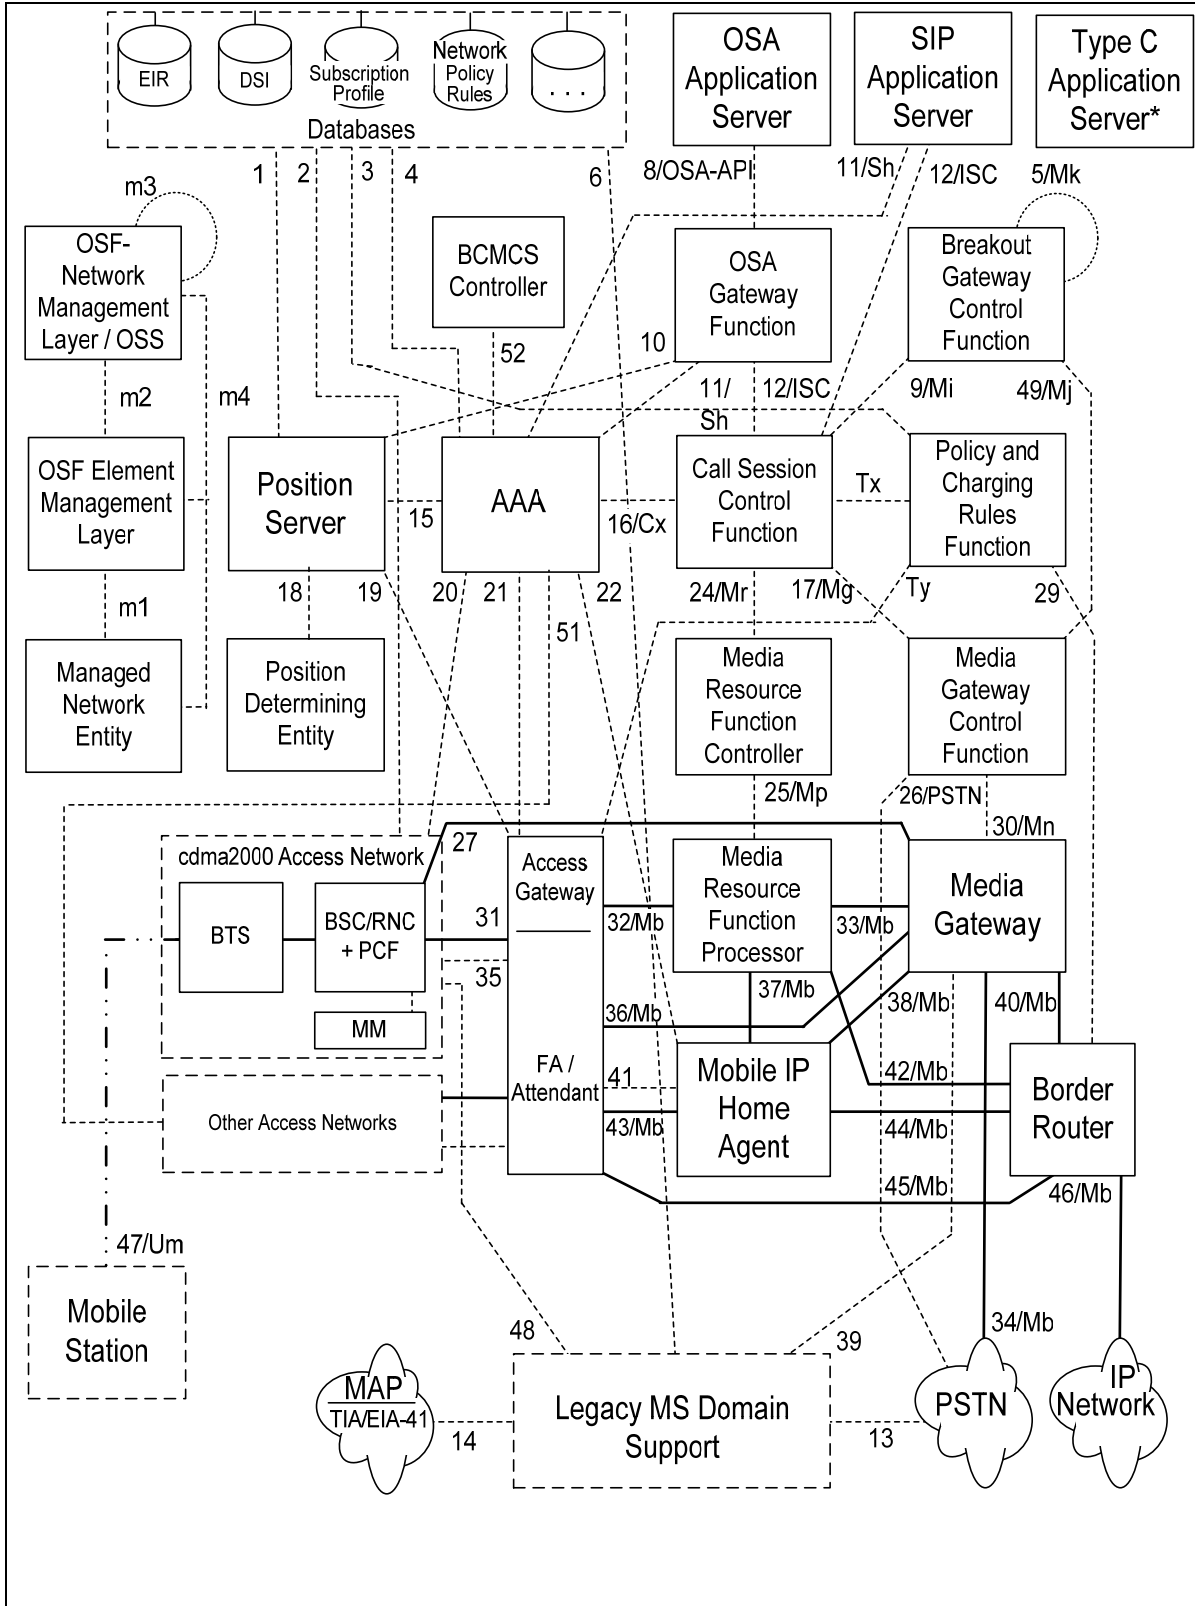 EIR
DSI
Subscription
Profile
Network
Policy
Rules
. . .
Databases
OSA
Application
Server
SIP
Application
Server
Type C
Application
Server*
1
2
3
4
6
8/OSA-API
11/Sh
12/ISC
5/Mk
m3
OSF-
Network
Management
Layer / OSS
BCMCS
Controller
OSA
Gateway
Function
Breakout
Gateway
Control
Function
52
10
m2
m4
11/
Sh
12/ISC
9/Mi
49/Mj
OSF Element
Management
Layer
Position
Server
15
AAA
16/Cx
Call Session
Control
Function
Tx
Policy and
Charging
Rules
Function
m1
18
19
20
21
51
22
24/Mr
17/Mg
Ty
29
Managed
Network
Entity
Position
Determining
Entity
Media
Resource
Function
Controller
Media
Gateway
Control
Function
25/Mp
26/PSTN
30/Mn
cdma2000 Access Network
27
BTS
BSC/RNC
+ PCF
MM
31
35
Access
Gateway
32/Mb
Media
Resource
Function
Processor
33/Mb
Media
Gateway
37/Mb
36/Mb
38/Mb
40/Mb
FA /
Attendant
41
43/Mb
Mobile IP
Home
Agent
42/Mb
44/Mb
Border
Router
Other Access Networks
45/Mb
46/Mb
47/Um
Mobile
Station
48
39
34/Mb
MAP
TIA/EIA-41
14
Legacy MS Domain
Support
13
PSTN
IP
Network